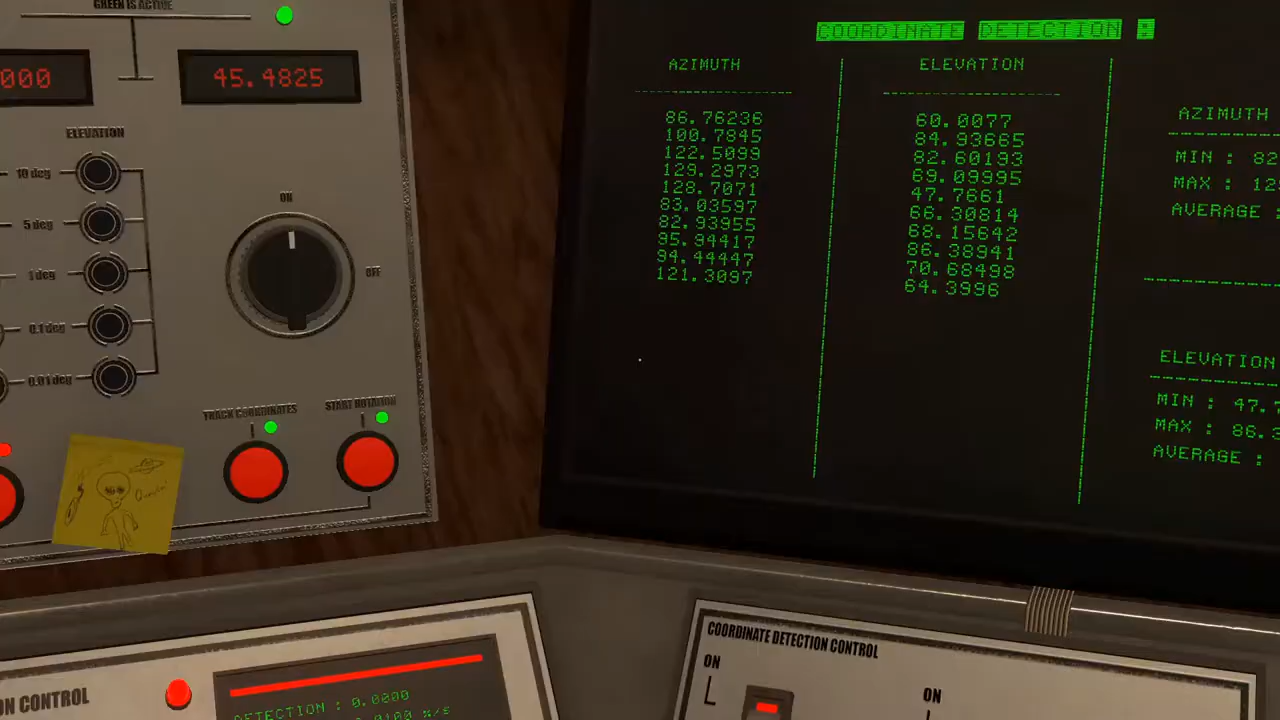 GREEN IS ACTIVE
000
45.4825
ELEVATION
10 deg
5 deg
1 deg
0.1 deg
0.01 deg
ON
OFF
TRACK COORDINATES
START ROTATION
COORDINATE DETECTION :
AZIMUTH
86.76236
100.7845
122.5099
129.2973
128.7071
83.03597
82.93955
95.94417
94.44447
121.3097
ELEVATION
60.0077
84.93665
82.60193
69.09995
47.7661
66.30814
68.15642
86.38941
70.68498
64.3996
AZIMUTH
MIN : 82
MAX : 12
AVERAGE :
ELEVATION
MIN : 47.7
MAX : 86.3
AVERAGE :
ON CONTROL
DETECTION : 0.0000
0100 %/s
COORDINATE DETECTION CONTROL
ON
ON